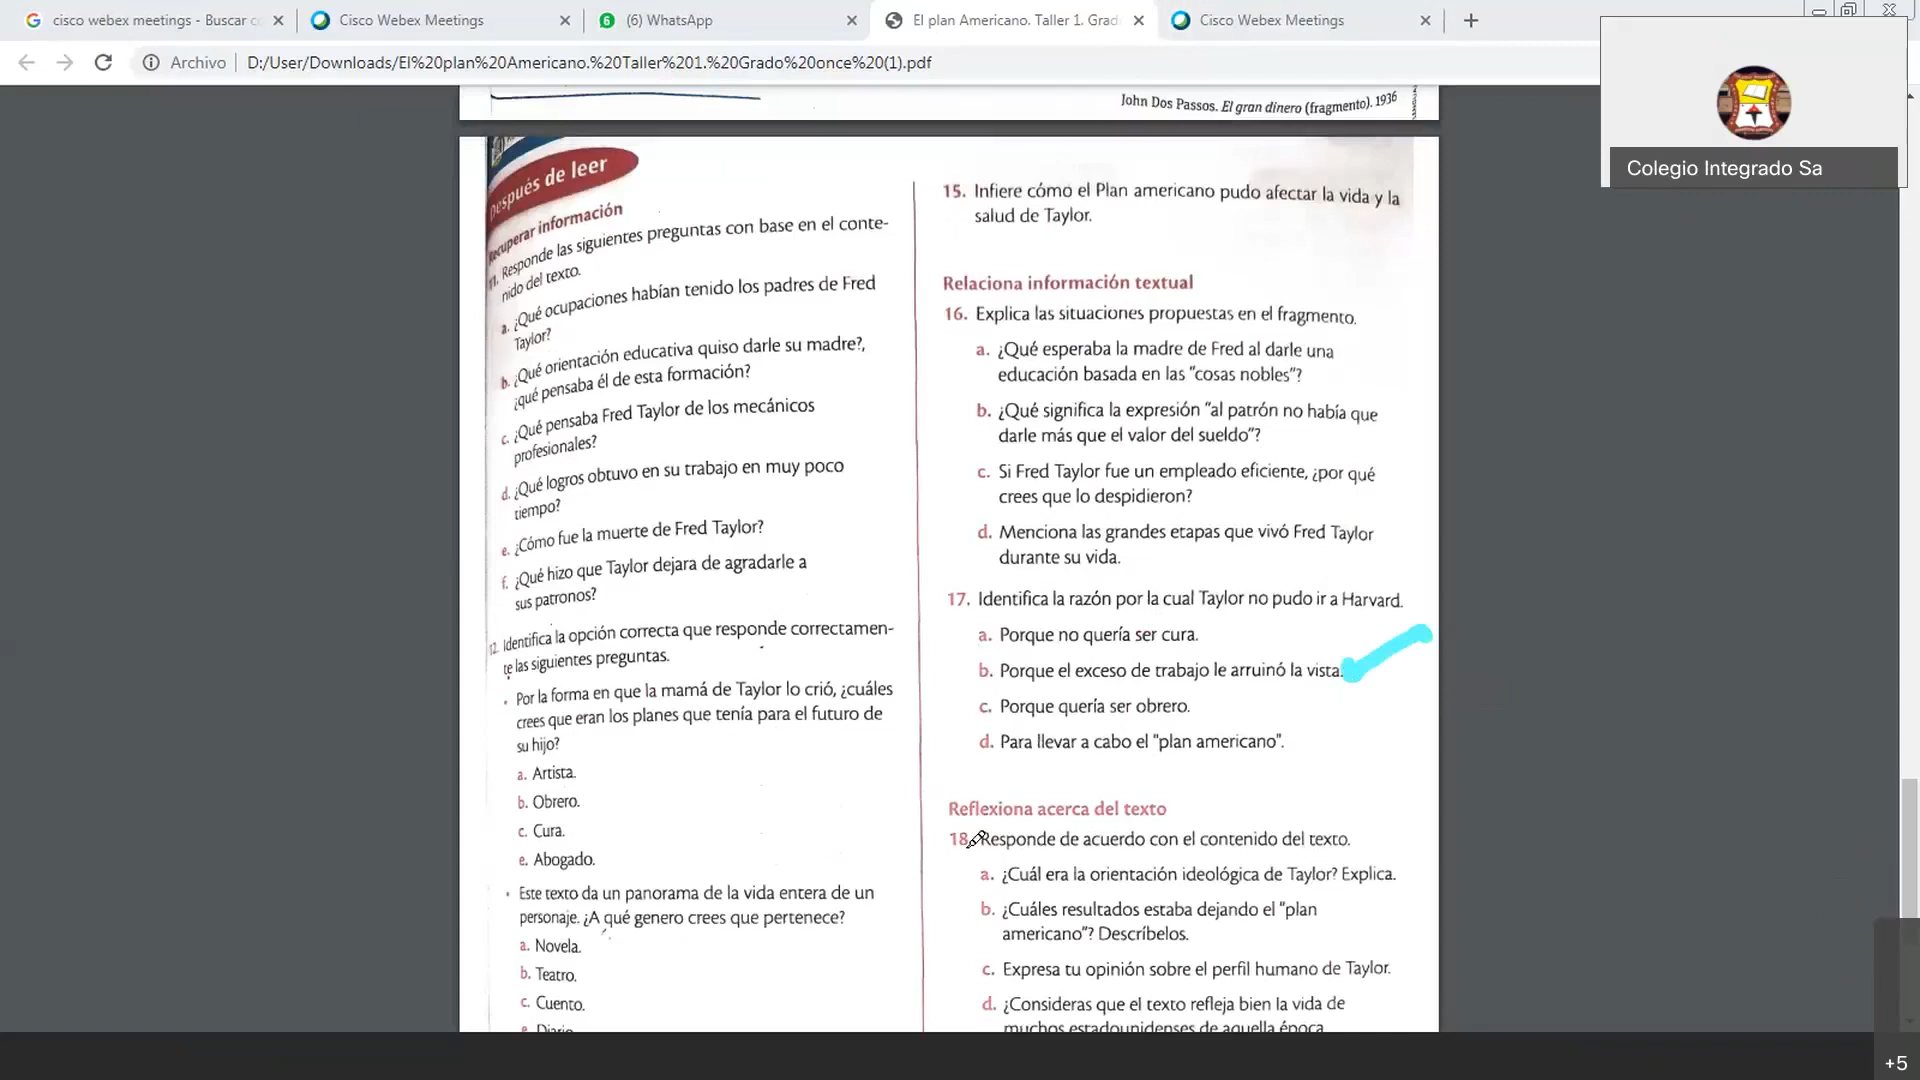 cisco webex meetings - Buscar c
Cisco Webex Meetings
(6) WhatsApp
El plan Americano. Taller 1. Grad
Cisco Webex Meetings
Archivo
D:/User/Downloads/El%20plan%20Americano.%20Taller%201.%20Grado%20once%20(1).pdf
Colegio Integrado Sa
John Dos Passos. El gran dinero (fragmento). 1936
Después de leer
Recuperar información
11. Responde las siguientes preguntas con base en el conte-
nido del texto.
a. ¿Qué ocupaciones habían tenido los padres de Fred
Taylor?
b. ¿Qué orientación educativa quiso darle su madre?,
¿qué pensaba él de esta formación?
c. ¿Qué pensaba Fred Taylor de los mecánicos
profesionales?
d. ¿Qué logros obtuvo en su trabajo en muy poco
tiempo?
e. ¿Cómo fue la muerte de Fred Taylor?
f. ¿Qué hizo que Taylor dejara de agradarle a
sus patronos?
12. Identifica la opción correcta que responde correctamen-
te las siguientes preguntas.
• Por la forma en que la mamá de Taylor lo crió, ¿cuáles
crees que eran los planes que tenía para el futuro de
su hijo?
a. Artista.
b. Obrero.
c. Cura.
e. Abogado.
• Este texto da un panorama de la vida entera de un
personaje. ¿A qué genero crees que pertenece?
a. Novela.
b. Teatro.
c. Cuento.
e. Diario.
15. Infiere cómo el Plan americano pudo afectar la vida y la
salud de Taylor.
Relaciona información textual
16. Explica las situaciones propuestas en el fragmento.
a. ¿Qué esperaba la madre de Fred al darle una
educación basada en las "cosas nobles"?
b. ¿Qué significa la expresión "al patrón no había que
darle más que el valor del sueldo"?
c. Si Fred Taylor fue un empleado eficiente, ¿por qué
crees que lo despidieron?
d. Menciona las grandes etapas que vivó Fred Taylor
durante su vida.
17. Identifica la razón por la cual Taylor no pudo ir a Harvard.
a. Porque no quería ser cura.
b. Porque el exceso de trabajo le arruinó la vista.
c. Porque quería ser obrero.
d. Para llevar a cabo el "plan americano".
Reflexiona acerca del texto
18. Responde de acuerdo con el contenido del texto.
a. ¿Cuál era la orientación ideológica de Taylor? Explica.
b. ¿Cuáles resultados estaba dejando el "plan
americano"? Descríbelos.
c. Expresa tu opinión sobre el perfil humano de Taylor.
d. ¿Consideras que el texto refleja bien la vida de
muchos estadounidenses de aquella época
+5